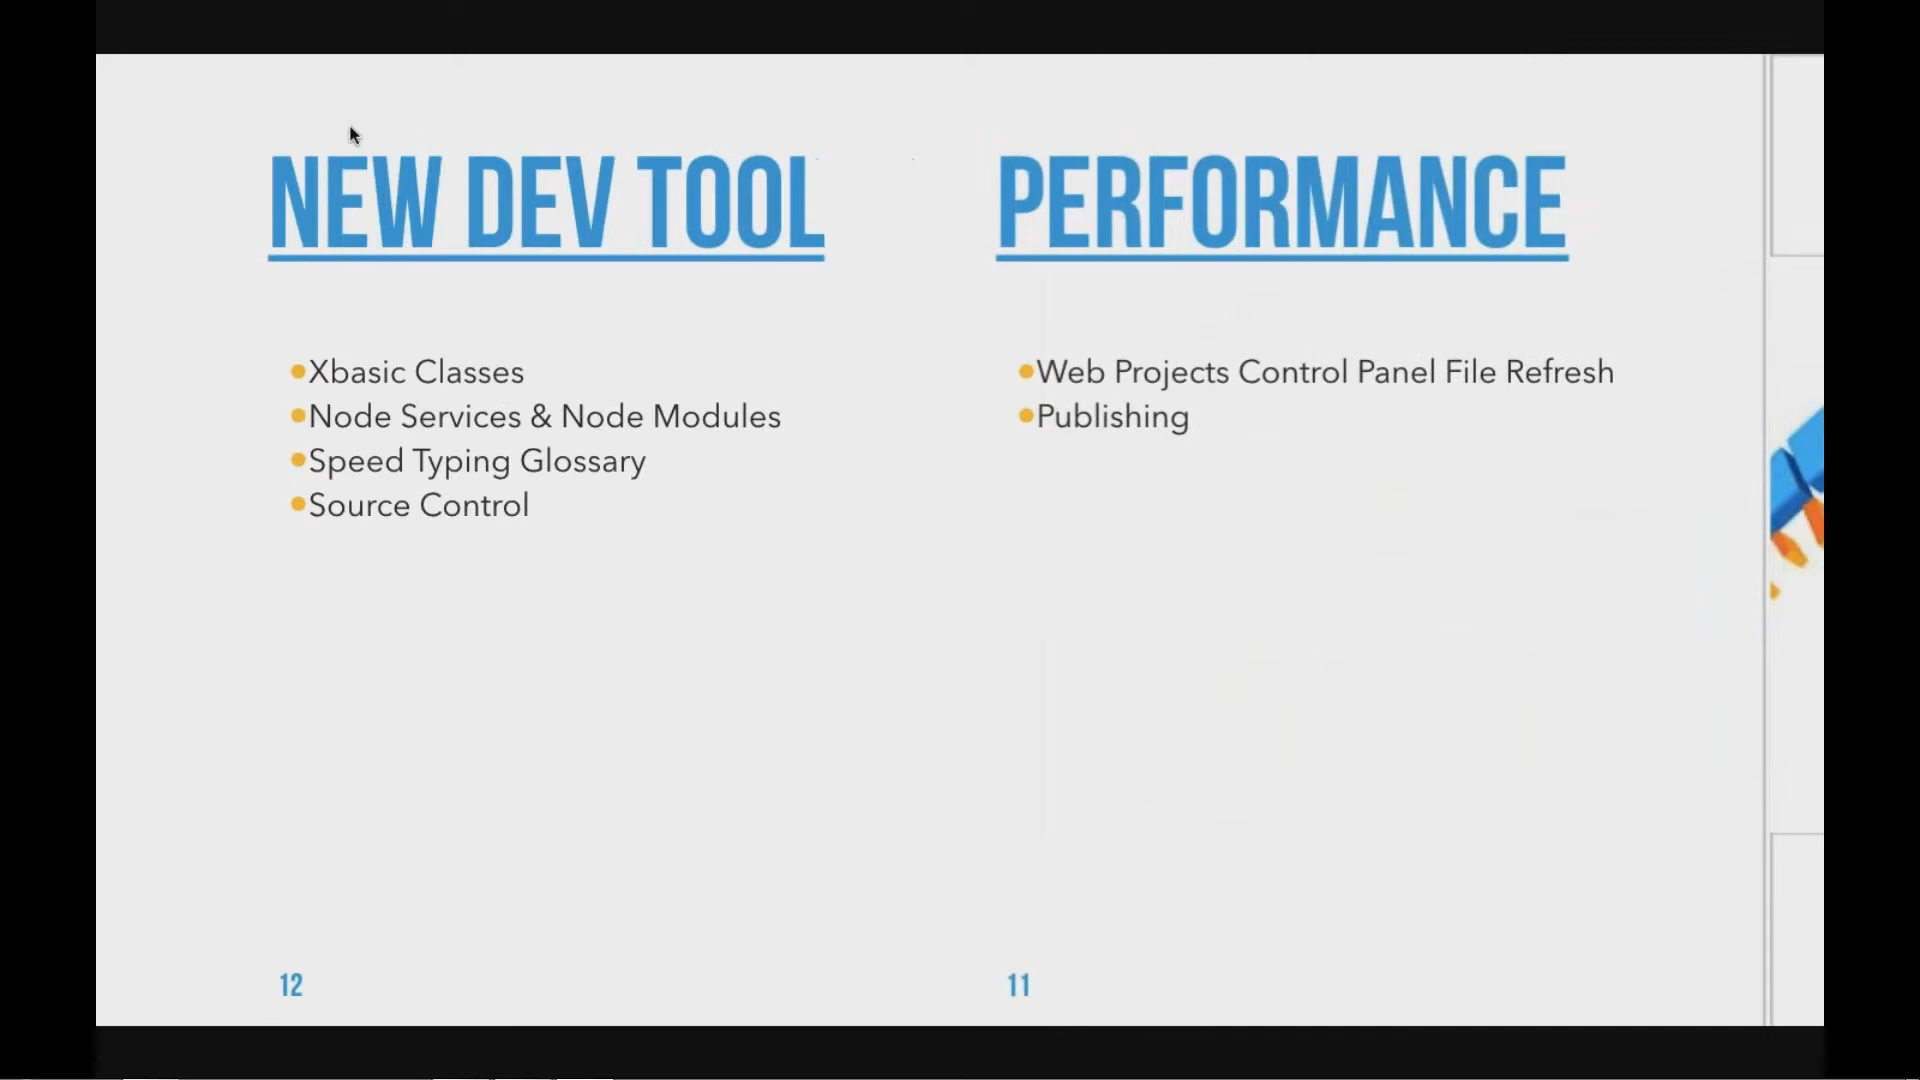 NEW DEV TOOL
Xbasic Classes
Node Services & Node Modules
Speed Typing Glossary
Source Control
12
PERFORMANCE
Web Projects Control Panel File Refresh
Publishing
11